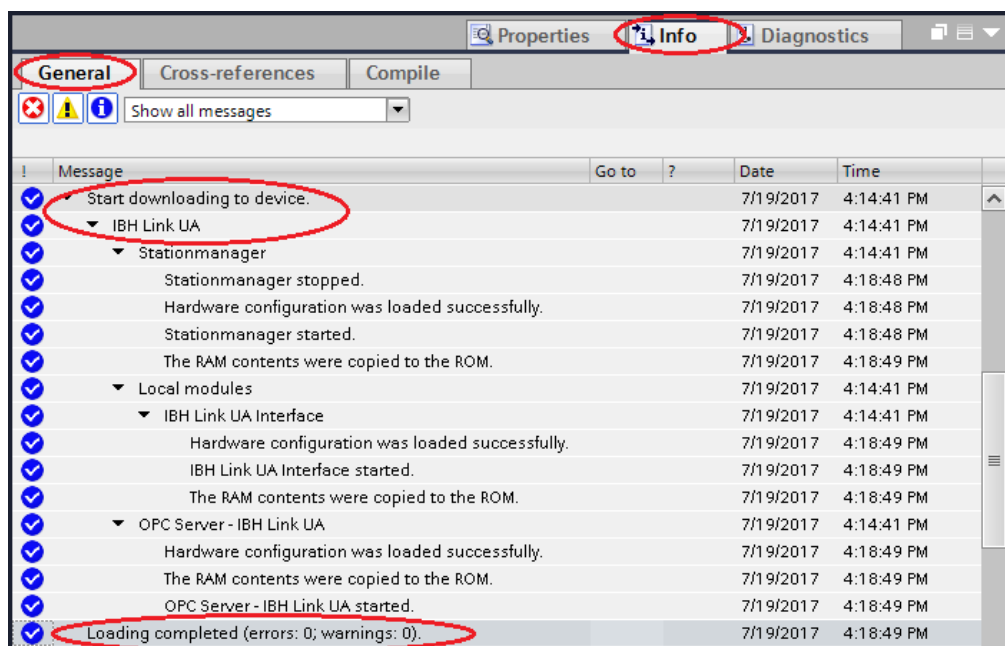 Properties Info Diagnostics
General Cross-references Compile
Show all messages
! Message Go to ? Date Time
Start downloading to device. 7/19/2017 4:14:41 PM
IBH Link UA 7/19/2017 4:14:41 PM
Stationmanager 7/19/2017 4:14:41 PM
Stationmanager stopped. 7/19/2017 4:18:48 PM
Hardware configuration was loaded successfully. 7/19/2017 4:18:48 PM
Stationmanager started. 7/19/2017 4:18:48 PM
The RAM contents were copied to the ROM. 7/19/2017 4:18:48 PM
Local modules 7/19/2017 4:14:41 PM
IBH Link UA Interface 7/19/2017 4:14:41 PM
Hardware configuration was loaded successfully. 7/19/2017 4:18:49 PM
IBH Link UA Interface started. 7/19/2017 4:18:49 PM
The RAM contents were copied to the ROM. 7/19/2017 4:18:49 PM
OPC Server - IBH Link UA 7/19/2017 4:14:41 PM
Hardware configuration was loaded successfully. 7/19/2017 4:18:49 PM
The RAM contents were copied to the ROM. 7/19/2017 4:18:49 PM
OPC Server - IBH Link UA started. 7/19/2017 4:18:49 PM
Loading completed (errors: 0; warnings: 0). 7/19/2017 4:18:49 PM